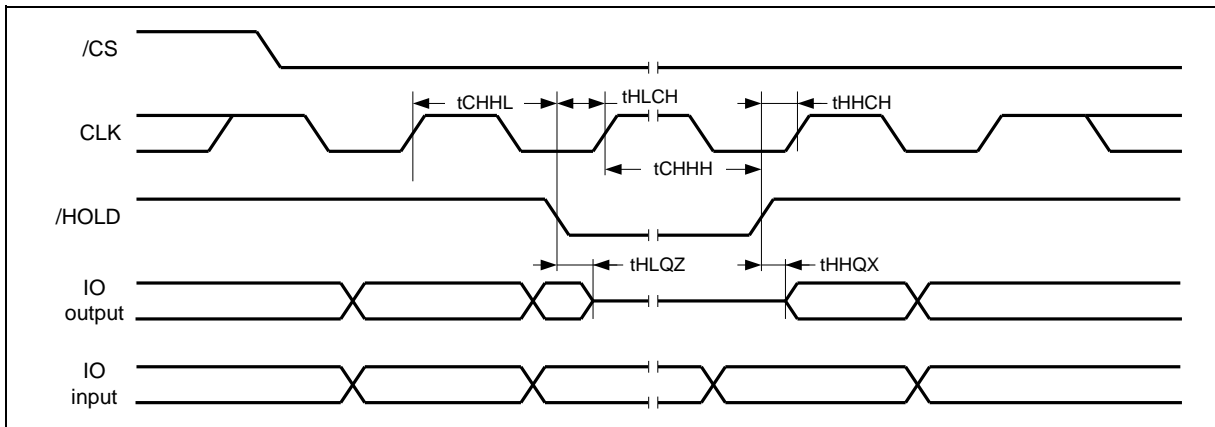 /CS
tCHHL
tHLCH
tHHCH
CLK
tCHHH
/HOLD
tHLQZ
tHHQX
IO
output
IO
input